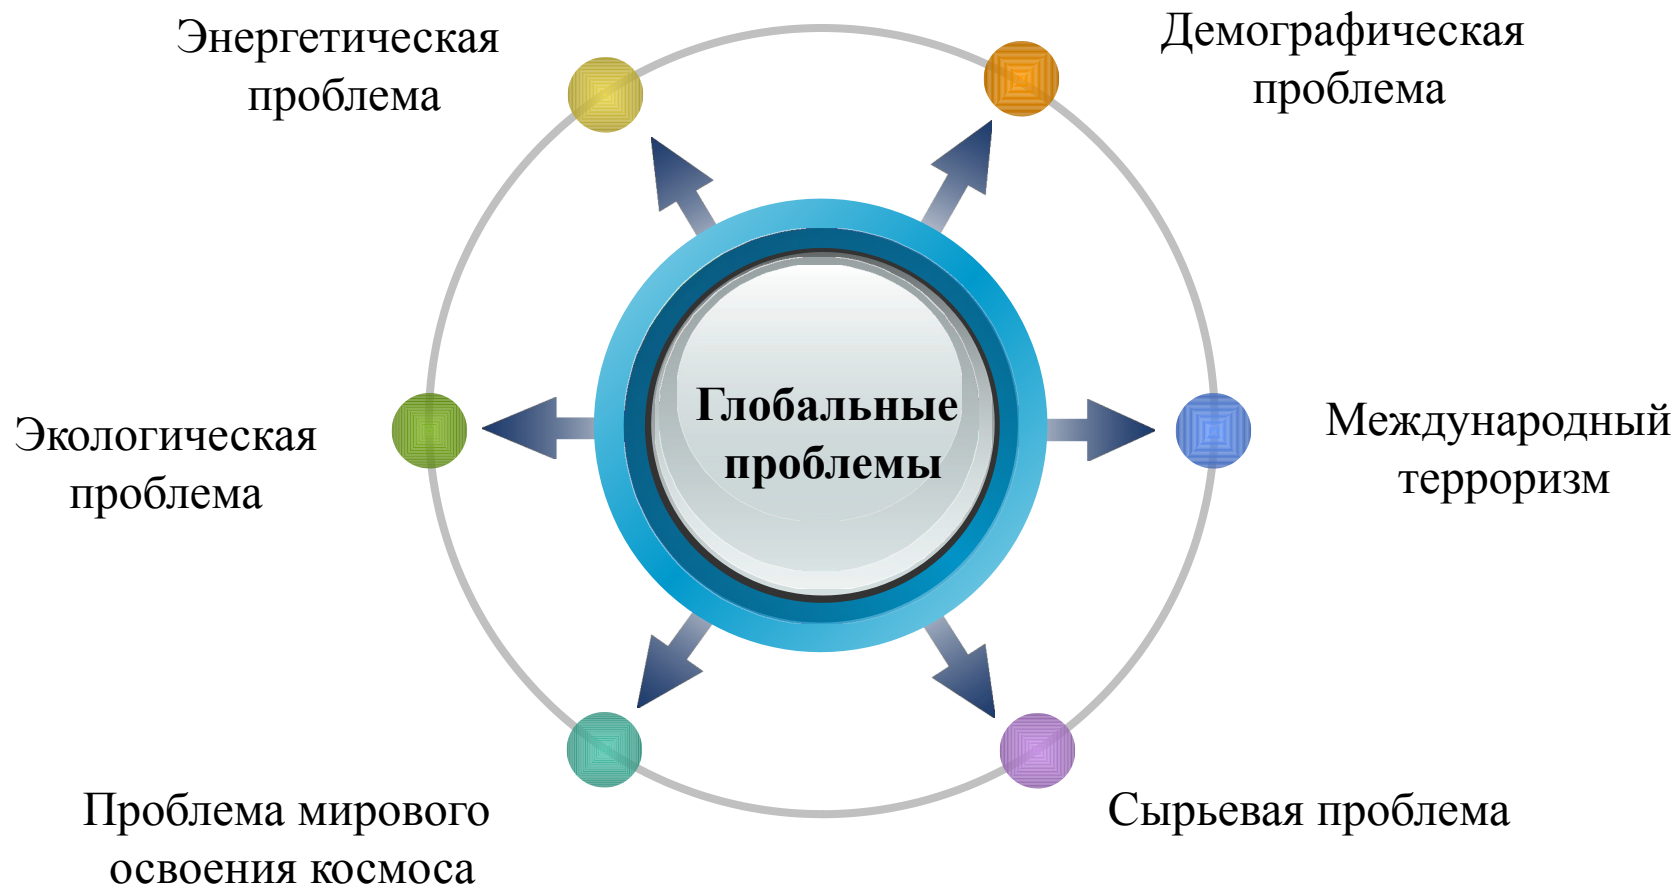 Энергетическая
проблема
Демографическая
проблема
Глобальные
проблемы
Экологическая
проблема
Международный
терроризм
Проблема мирового
освоения космоса
Сырьевая проблема